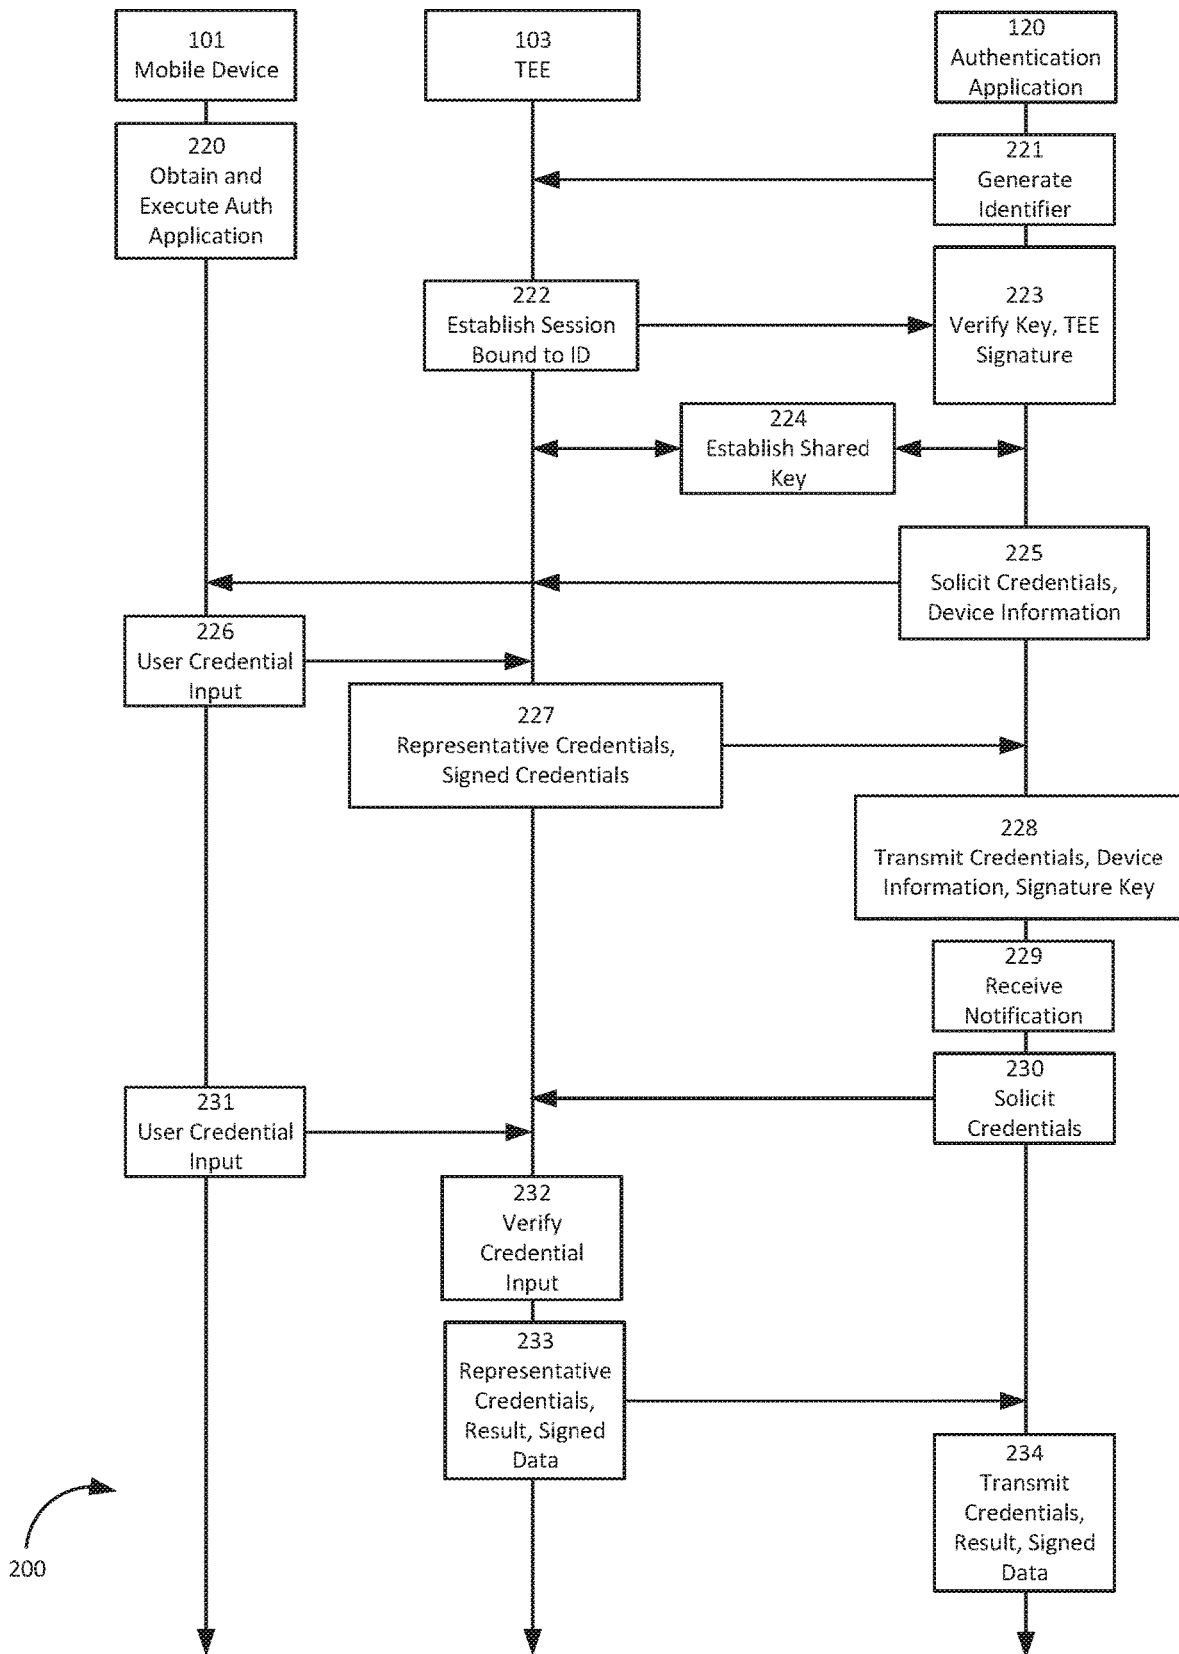 101
Mobile Device
103
TEE
120
Authentication
Application
220
Obtain and
Execute Auth
Application
221
Generate
Identifier
222
Establish Session
Bound to ID
223
Verify Key, TEE
Signature
224
Establish Shared
Key
225
Solicit Credentials,
Device Information
226
User Credential
Input
227
Representative Credentials,
Signed Credentials
228
Transmit Credentials, Device
Information, Signature Key
229
Receive
Notification
230
Solicit
Credentials
231
User Credential
Input
232
Verify
Credential
Input
233
Representative
Credentials,
Result, Signed
Data
234
Transmit
Credentials,
Result, Signed
Data
200